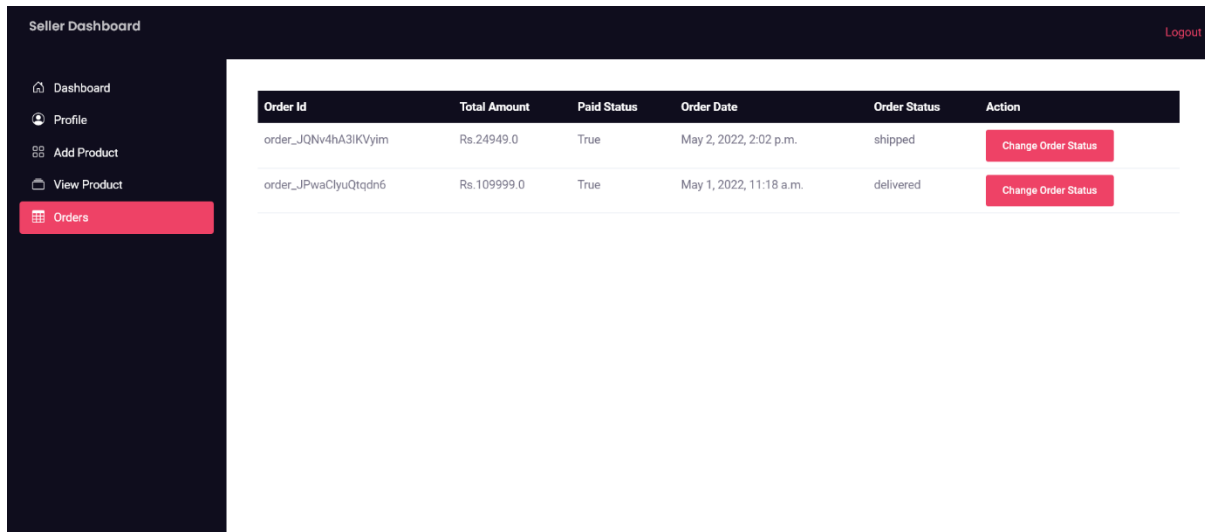 Seller Dashboard
Logout
Dashboard
Profile
Add Product
View Product
Orders
Order Id Total Amount Paid Status Order Date Order Status Action
order_JQNv4hA3IKVyim Rs.24949.0 True May 2, 2022, 2:02 p.m. shipped Change Order Status
order_JPwaClyuQtqdn6 Rs.109999.0 True May 1, 2022, 11:18 a.m. delivered Change Order Status